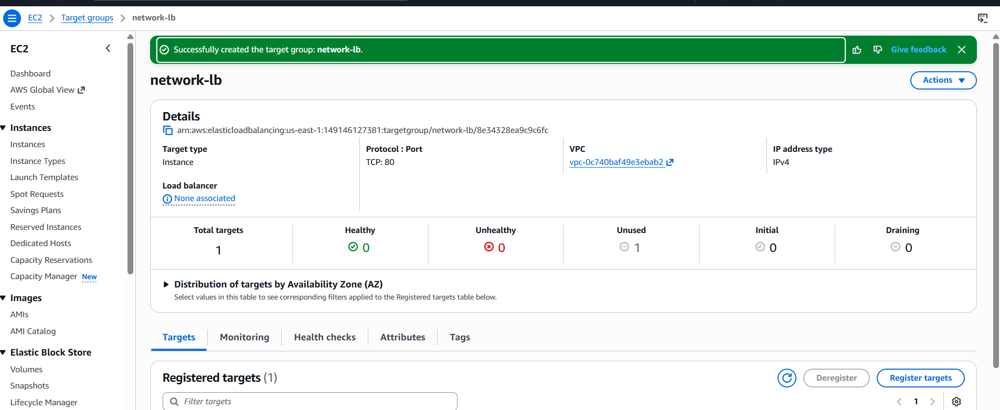 EC2 > Target groups > network-lb
EC2
Dashboard
AWS Global View
Events
Instances
Instances
Instance Types
Launch Templates
Spot Requests
Savings Plans
Reserved Instances
Dedicated Hosts
Capacity Reservations
Capacity Manager New
Images
AMIs
AMI Catalog
Elastic Block Store
Volumes
Snapshots
Lifecycle Manager
Successfully created the target group: network-lb.
Give feedback
network-lb
Actions
Details
arn:aws:elasticloadbalancing:us-east-1:149146127381:targetgroup/network-lb/8e34328ea9c9c6fc
Target type
Instance
Protocol : Port
TCP: 80
VPC
vpc-0c740baf49e3ebab2
IP address type
IPv4
Load balancer
None associated
Total targets
1
Healthy
0
Unhealthy
0
Unused
1
Initial
0
Draining
0
Distribution of targets by Availability Zone (AZ)
Select values in this table to see corresponding filters applied to the Registered targets table below.
Targets
Monitoring
Health checks
Attributes
Tags
Registered targets (1)
Deregister
Register targets
Filter targets
1